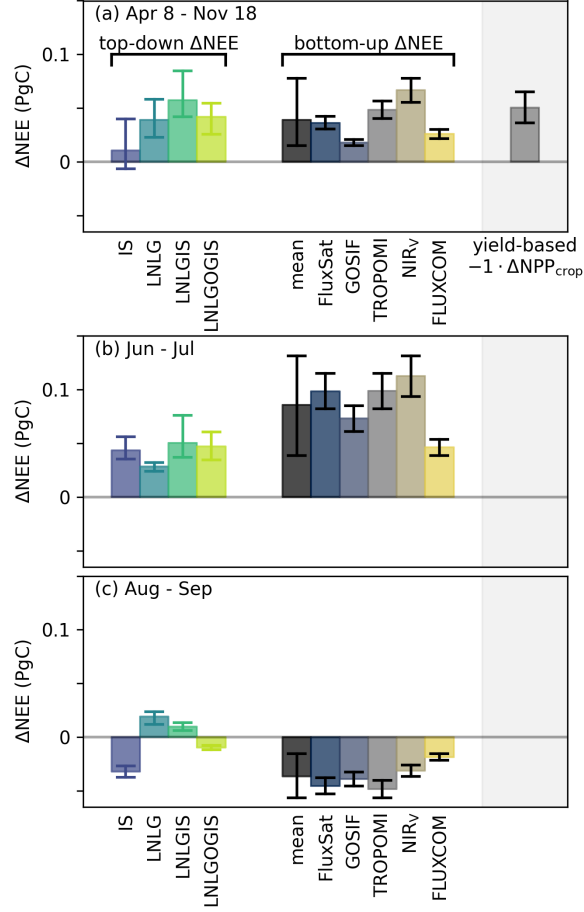 (a) Apr 8 - Nov 18
top-down ΔNEE
bottom-up ΔNEE
0.1
0
ΔNEE (PgC)
IS
LNLG
LNLGIS
LNLGOGIS
mean
FluxSat
GOSIF
TROPOMI
NIRv
FLUXCOM
yield-based
−1 · ΔNPPcrop
(b) Jun - Jul
0.1
0
ΔNEE (PgC)
(c) Aug - Sep
0.1
0
ΔNEE (PgC)
IS
LNLG
LNLGIS
LNLGOGIS
mean
FluxSat
GOSIF
TROPOMI
NIRv
FLUXCOM